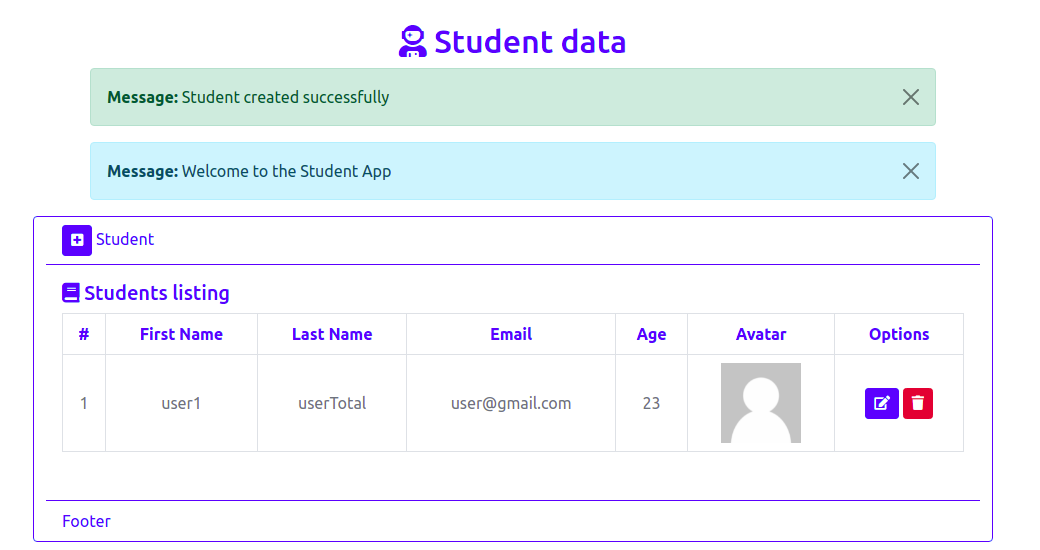 Student data
Message: Student created successfully
Message: Welcome to the Student App
Student
Students listing
# First Name Last Name Email Age Avatar Options
1 user1 userTotal user@gmail.com 23
Footer